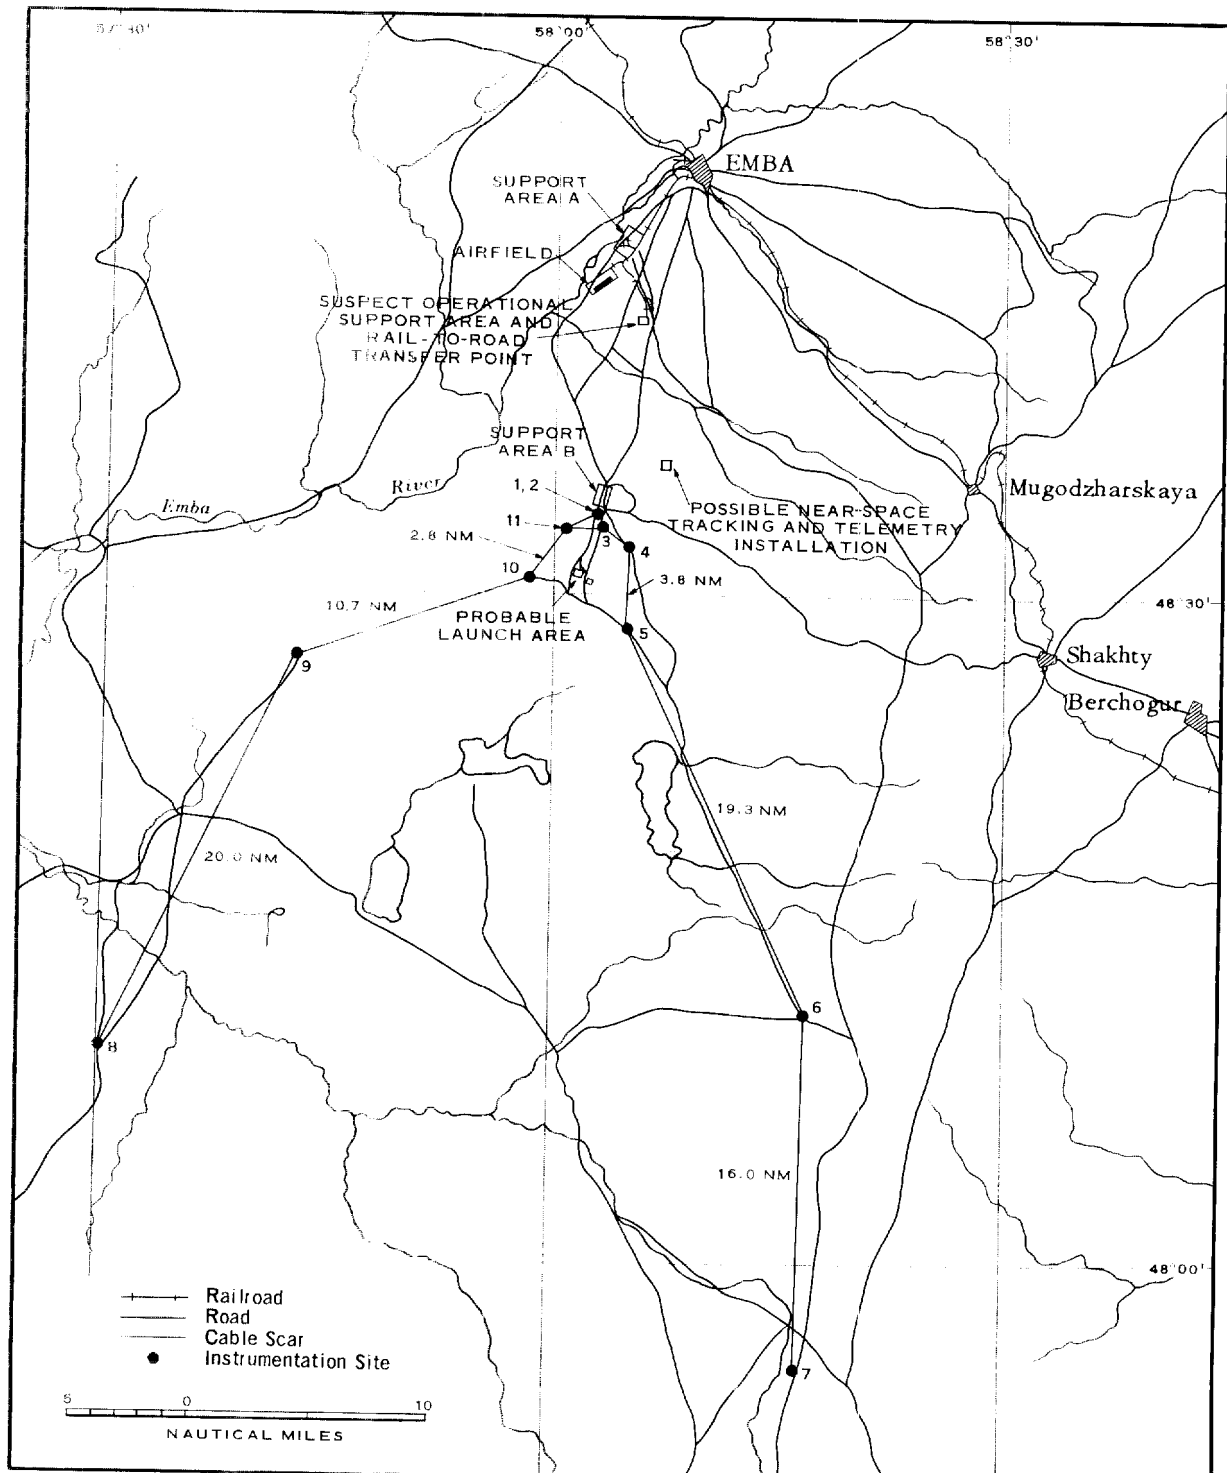 57°30'
58°00'
58°30'
EMBA
SUPPORT
AREA A
AIRFIELD
SUSPECT OPERATIONAL
SUPPORT AREA AND
RAIL-TO-ROAD
TRANSFER POINT
SUPPORT
AREA B
1, 2
11
3
4
2.8 NM
10
3.8 NM
POSSIBLE NEAR-SPACE
TRACKING AND TELEMETRY
INSTALLATION
Mugodzharskaya
River
Emba
10.7 NM
PROBABLE
LAUNCH AREA
5
48°30'
9
Shakhty
Berchogur
19.3 NM
20.0 NM
6
8
16.0 NM
48°00'
7
Railroad
Road
Cable Scar
Instrumentation Site
5
0
10
NAUTICAL MILES